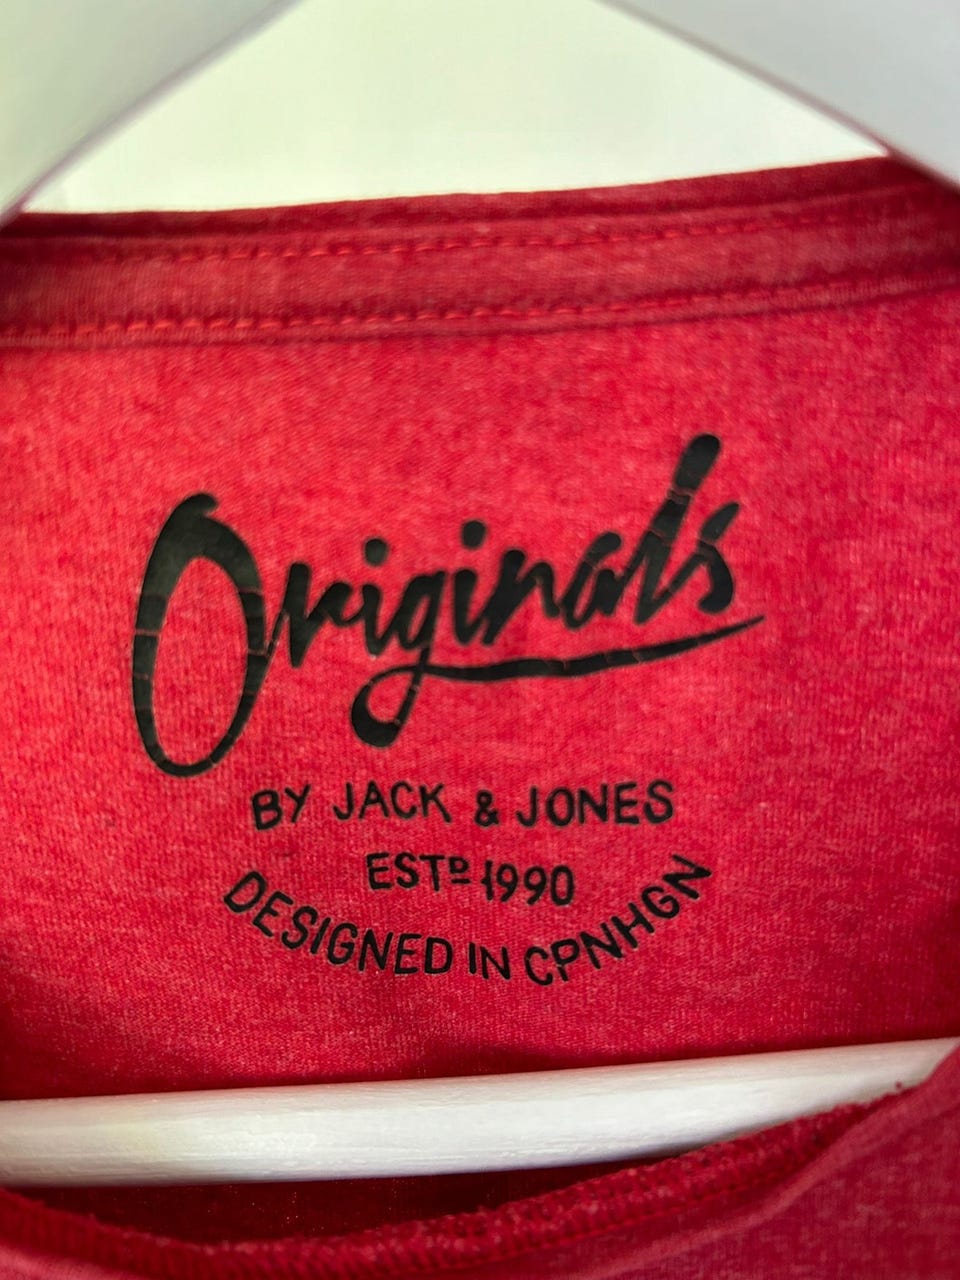 Originals
BY JACK & JONES
ESTD 1990
DESIGNED IN CPNHGN